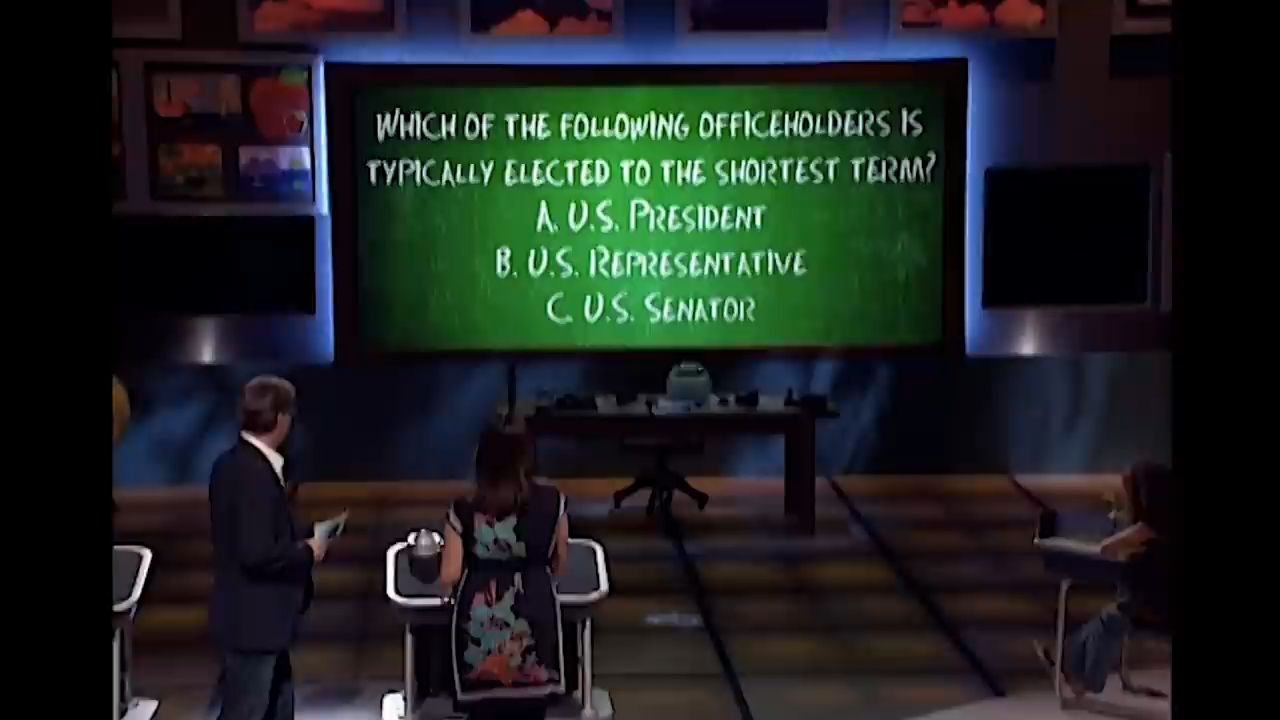 WHICH OF THE FOLLOWING OFFICEHOLDERS IS
TYPICALLY ELECTED TO THE SHORTEST TERM?
A. U.S. PRESIDENT
B. U.S. REPRESENTATIVE
C. U.S. SENATOR